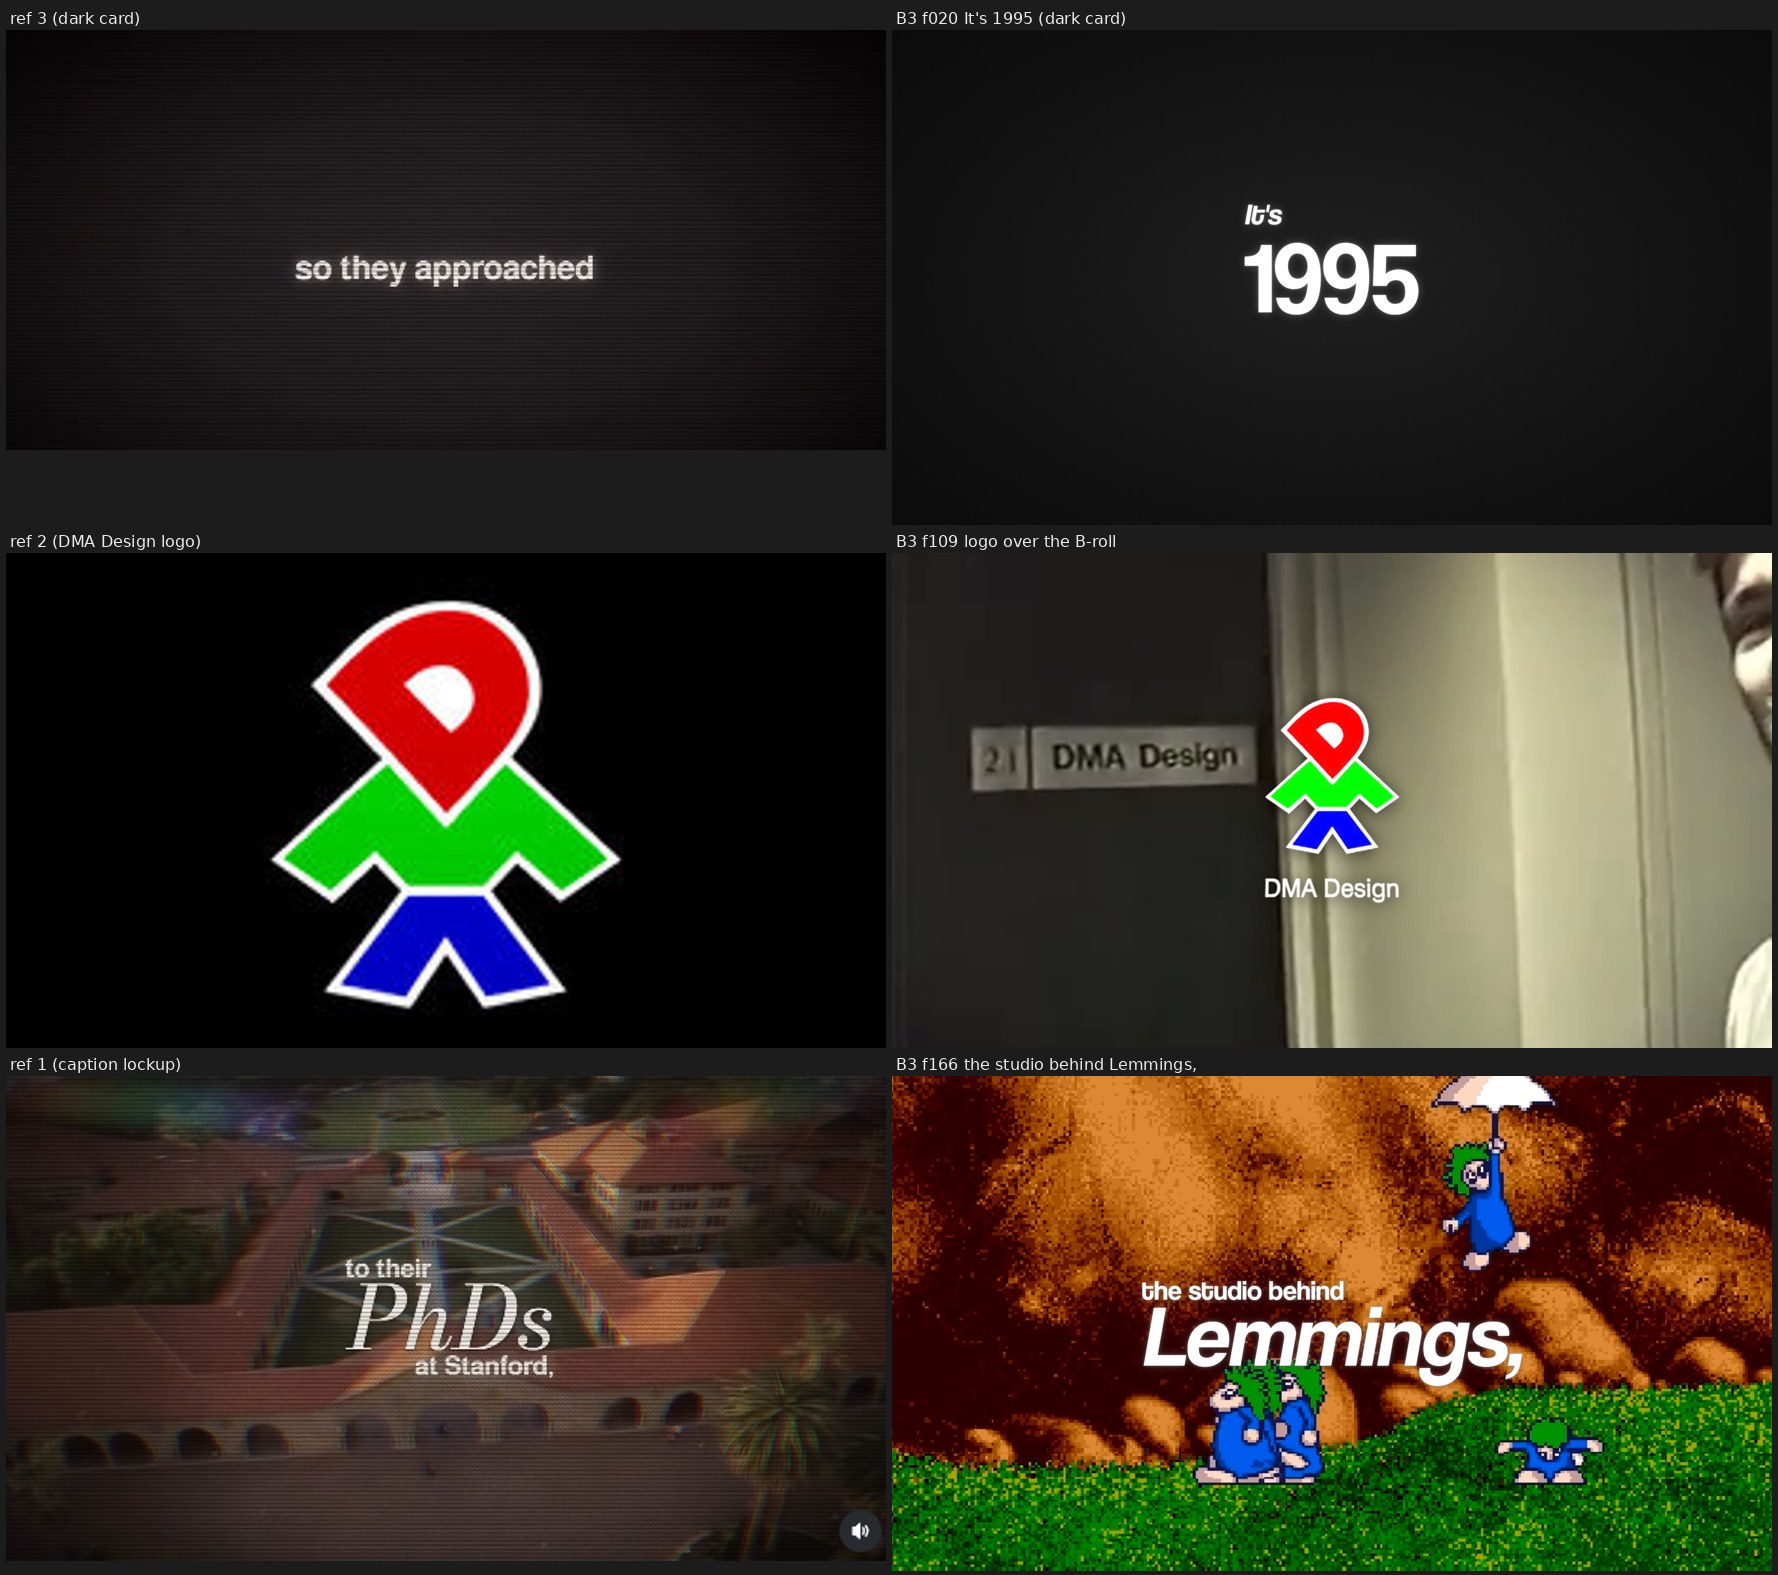 ref 3 (dark card)
B3 f020 It's 1995 (dark card)
so they approached
It's
1995
ref 2 (DMA Design logo)
B3 f109 logo over the B-roll
21 DMA Design
DMA Design
ref 1 (caption lockup)
B3 f166 the studio behind Lemmings,
to their
PhDs
at Stanford,
the studio behind
Lemmings,